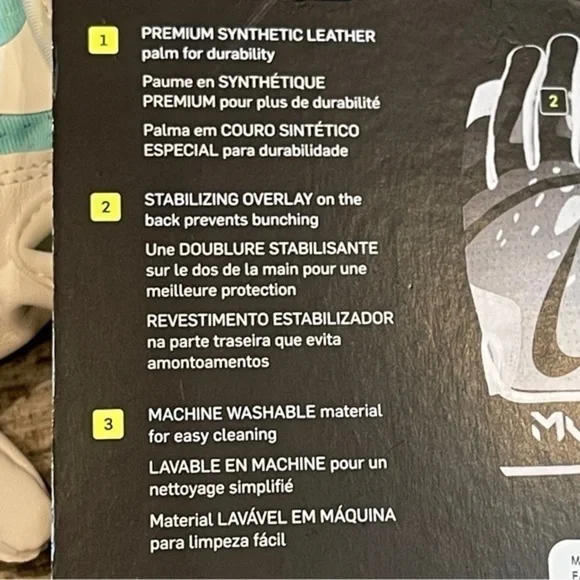 1
PREMIUM SYNTHETIC LEATHER
palm for durability
Paume en SYNTHÉTIQUE
PREMIUM pour plus de durabilité
Palma em COURO SINTÉTICO
ESPECIAL para durabilidade
2
STABILIZING OVERLAY on the
back prevents bunching
Une DOUBLURE STABILISANTE
sur le dos de la main pour une
meilleure protection
REVESTIMENTO ESTABILIZADOR
na parte traseira que evita
amontoamentos
3
MACHINE WASHABLE material
for easy cleaning
LAVABLE EN MACHINE pour un
nettoyage simplifié
Material LAVÁVEL EM MÁQUINA
para limpeza fácil
2